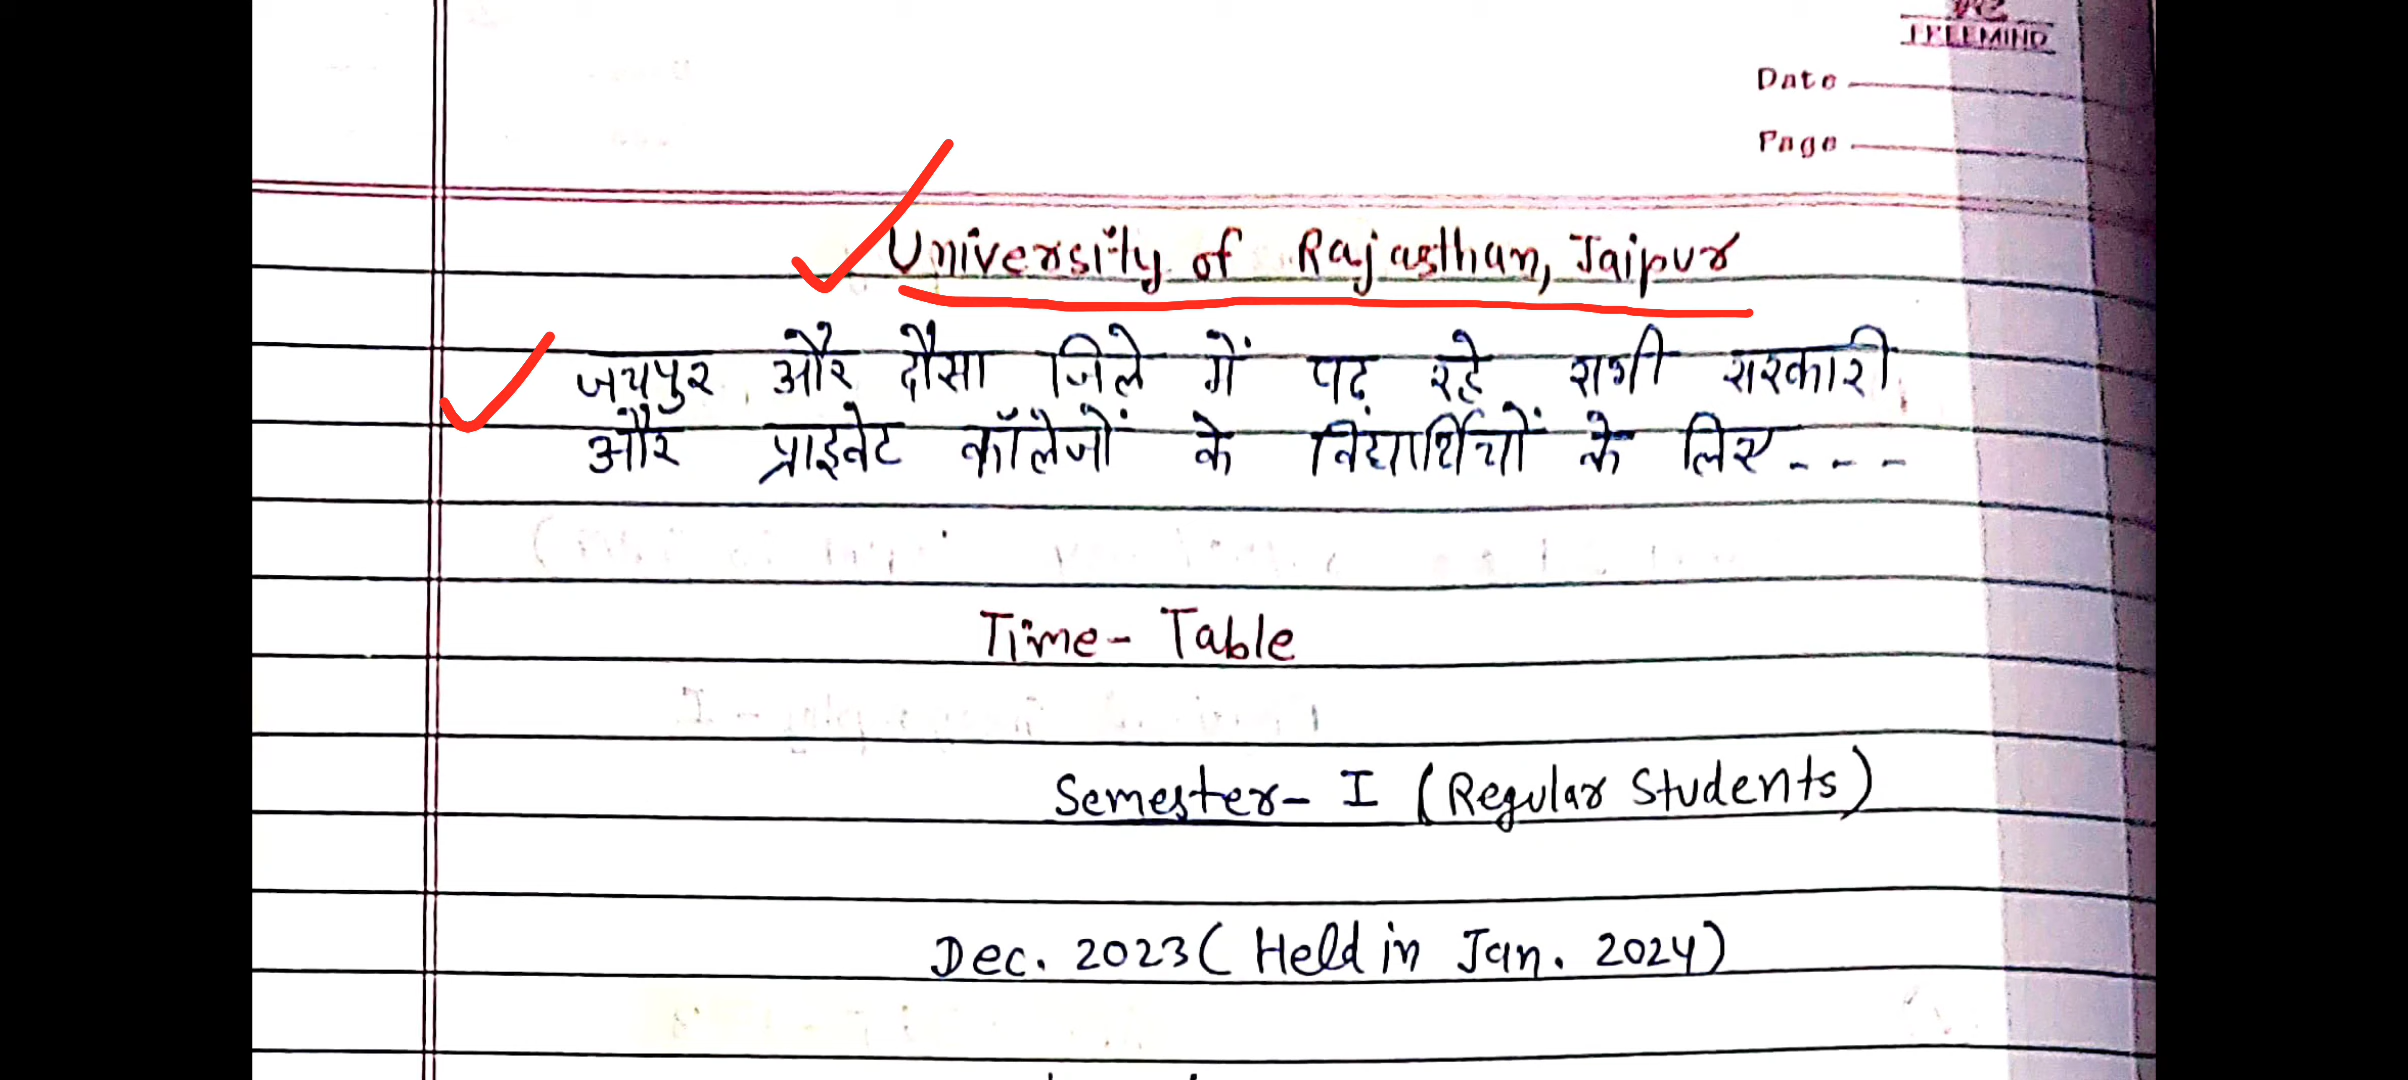 TRUEMIND
Date
Page
University of Rajasthan, Jaipur
जयपुर और दौसा जिले में पढ़ रहे सभी सरकारी
और प्राइवेट कॉलेजों के विद्यार्थियों के लिए - - -
Time - Table
Semester - I (Regular Students)
Dec. 2023 ( Held in Jan. 2024)